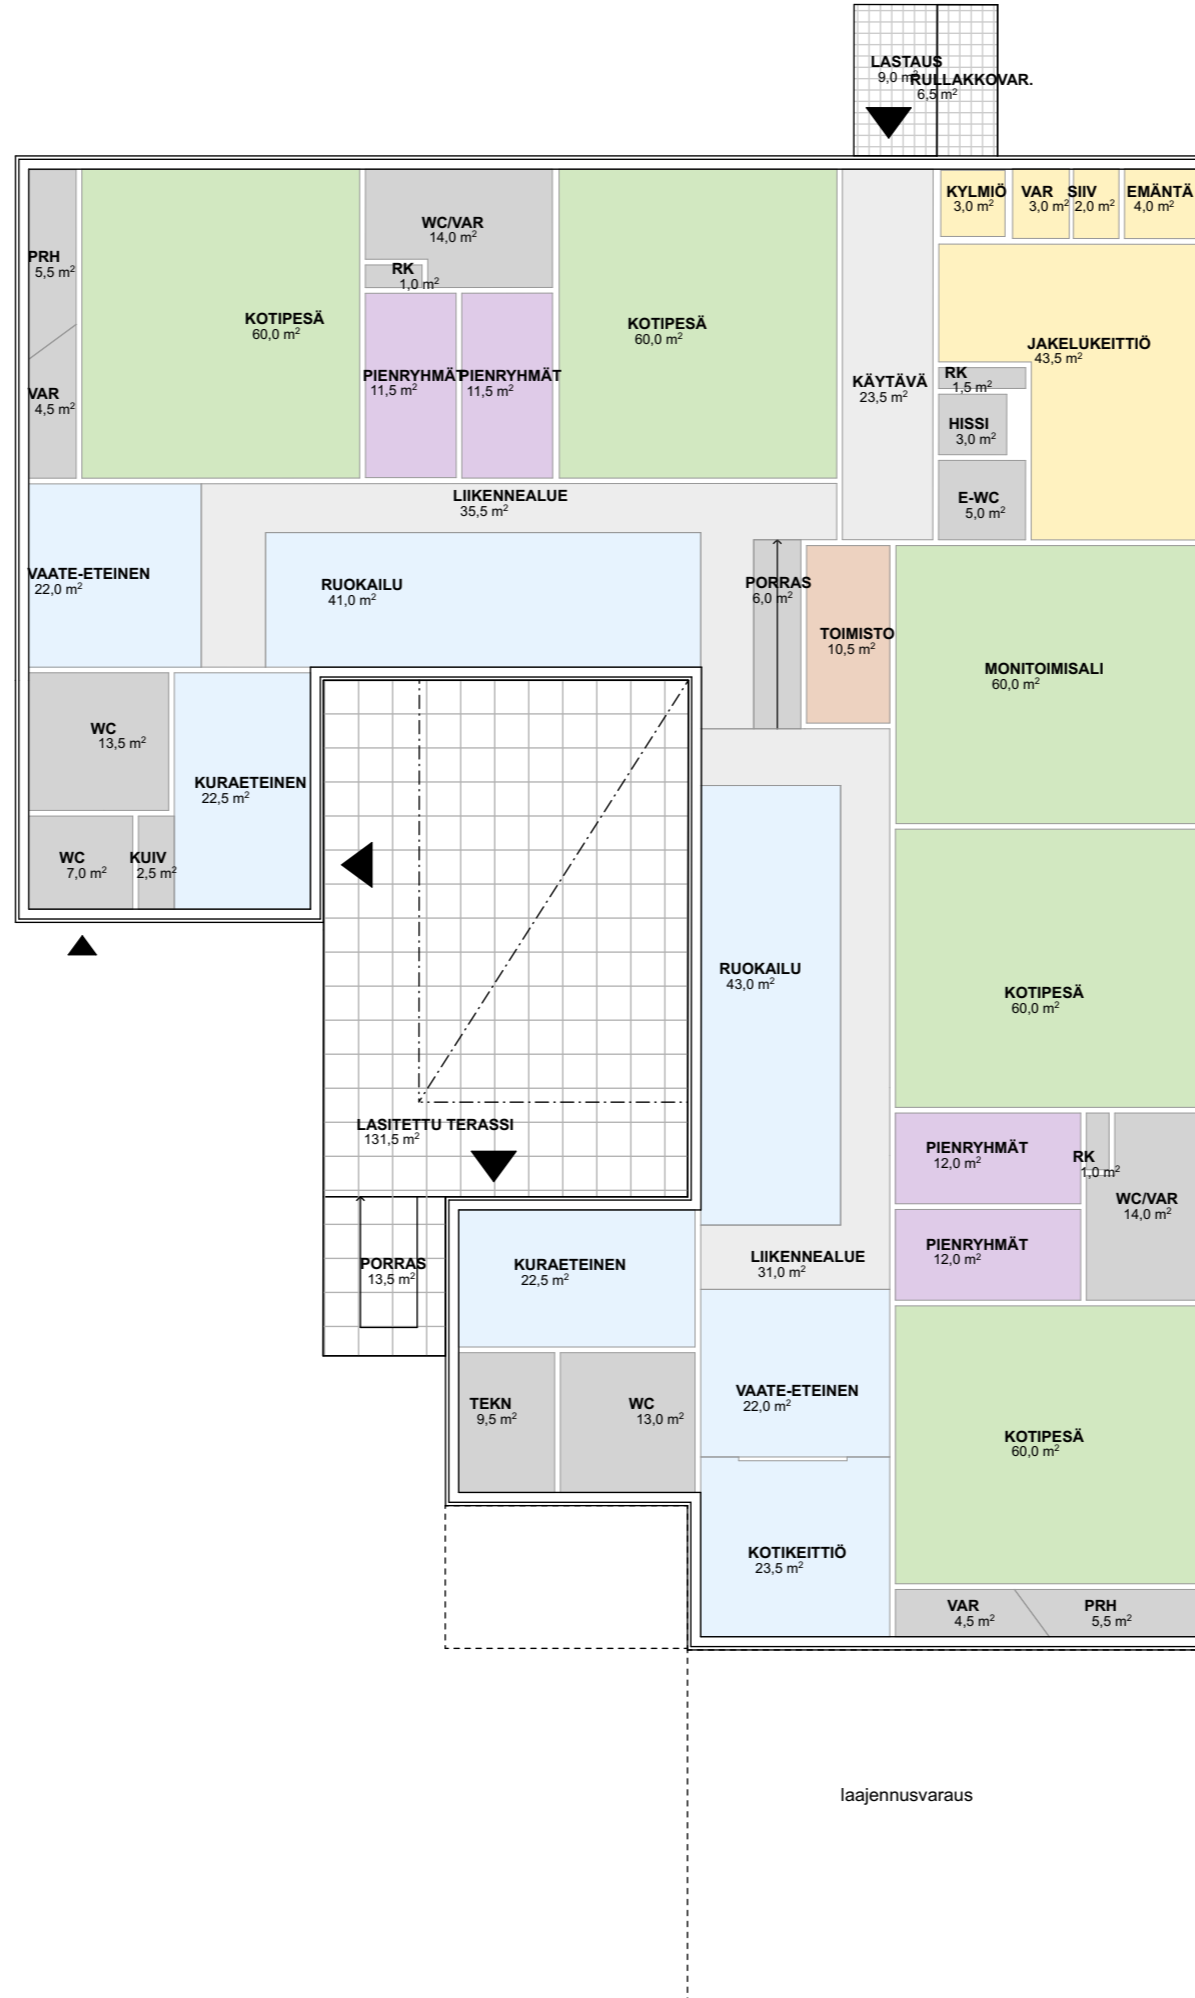 LASTAUS
9,0 m²
RULLAKKOVAR.
6,5 m²
KYLMIÖ
3,0 m²
VAR
3,0 m²
SIIV
2,0 m²
EMÄNTÄ
4,0 m²
PRH
5,5 m²
WC/VAR
14,0 m²
RK
1,0 m²
KOTIPESÄ
60,0 m²
KOTIPESÄ
60,0 m²
JAKELUKEITTIÖ
43,5 m²
VAR
4,5 m²
PIENRYHMÄT
11,5 m²
PIENRYHMÄT
11,5 m²
KÄYTÄVÄ
23,5 m²
RK
1,5 m²
HISSI
3,0 m²
E-WC
5,0 m²
LIIKENNEALUE
35,5 m²
VAATE-ETEINEN
22,0 m²
RUOKAILU
41,0 m²
PORRAS
6,0 m²
TOIMISTO
10,5 m²
MONITOIMISALI
60,0 m²
WC
13,5 m²
KURAETEINEN
22,5 m²
WC
7,0 m²
KUIV
2,5 m²
RUOKAILU
43,0 m²
KOTIPESÄ
60,0 m²
LASITETTU TERASSI
131,5 m²
PIENRYHMÄT
12,0 m²
RK
1,0 m²
WC/VAR
14,0 m²
PIENRYHMÄT
12,0 m²
PORRAS
13,5 m²
KURAETEINEN
22,5 m²
LIIKENNEALUE
31,0 m²
TEKN
9,5 m²
WC
13,0 m²
VAATE-ETEINEN
22,0 m²
KOTIPESÄ
60,0 m²
KOTIKEITTIÖ
23,5 m²
VAR
4,5 m²
PRH
5,5 m²
laajennusvaraus